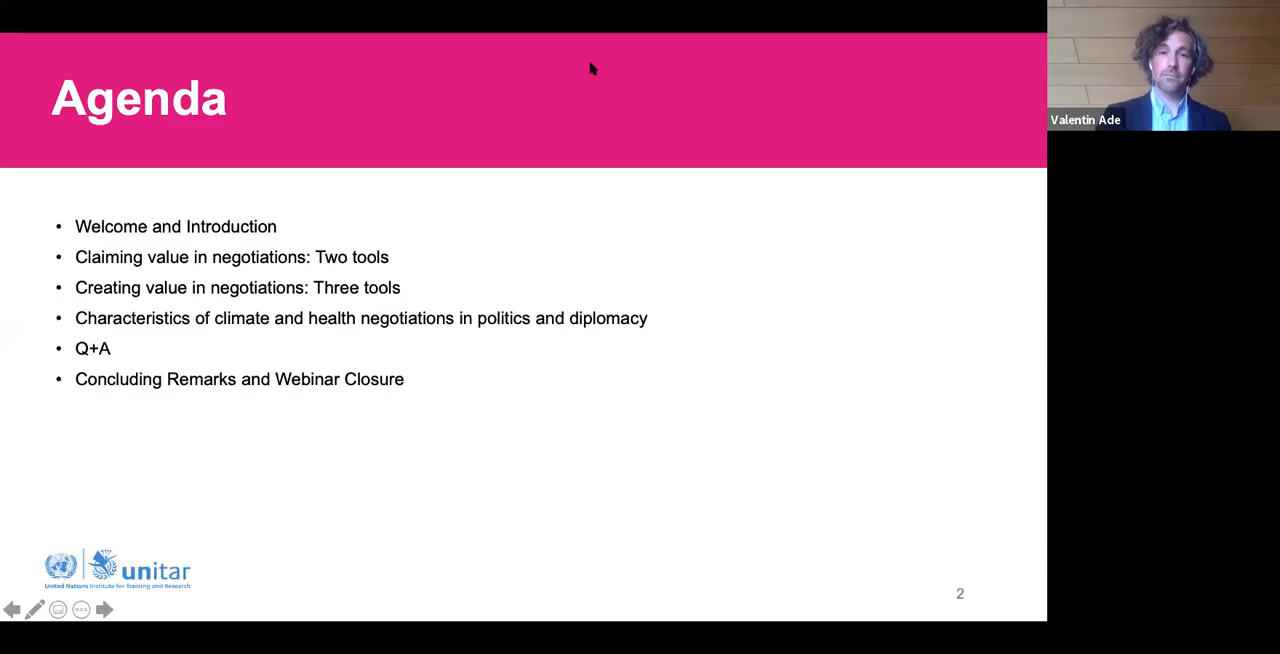 Agenda
Valentin Ade
• Welcome and Introduction
• Claiming value in negotiations: Two tools
• Creating value in negotiations: Three tools
• Characteristics of climate and health negotiations in politics and diplomacy
• Q+A
• Concluding Remarks and Webinar Closure
unitar
United Nations Institute for Training and Research
2